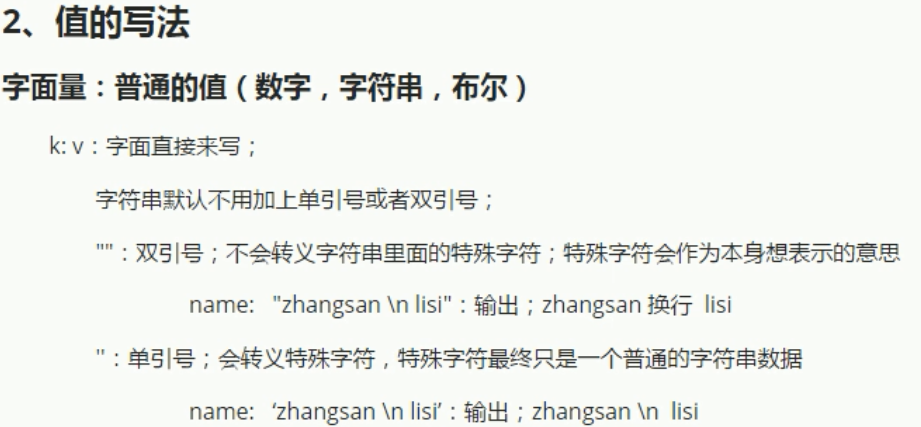 2、值的写法
字面量：普通的值（数字，字符串，布尔）
k: v：字面直接来写；
字符串默认不用加上单引号或者双引号；
""：双引号；不会转义字符串里面的特殊字符；特殊字符会作为本身想表示的意思
name: "zhangsan \n lisi"：输出；zhangsan 换行 lisi
''：单引号；会转义特殊字符，特殊字符最终只是一个普通的字符串数据
name: ‘zhangsan \n lisi’：输出；zhangsan \n lisi